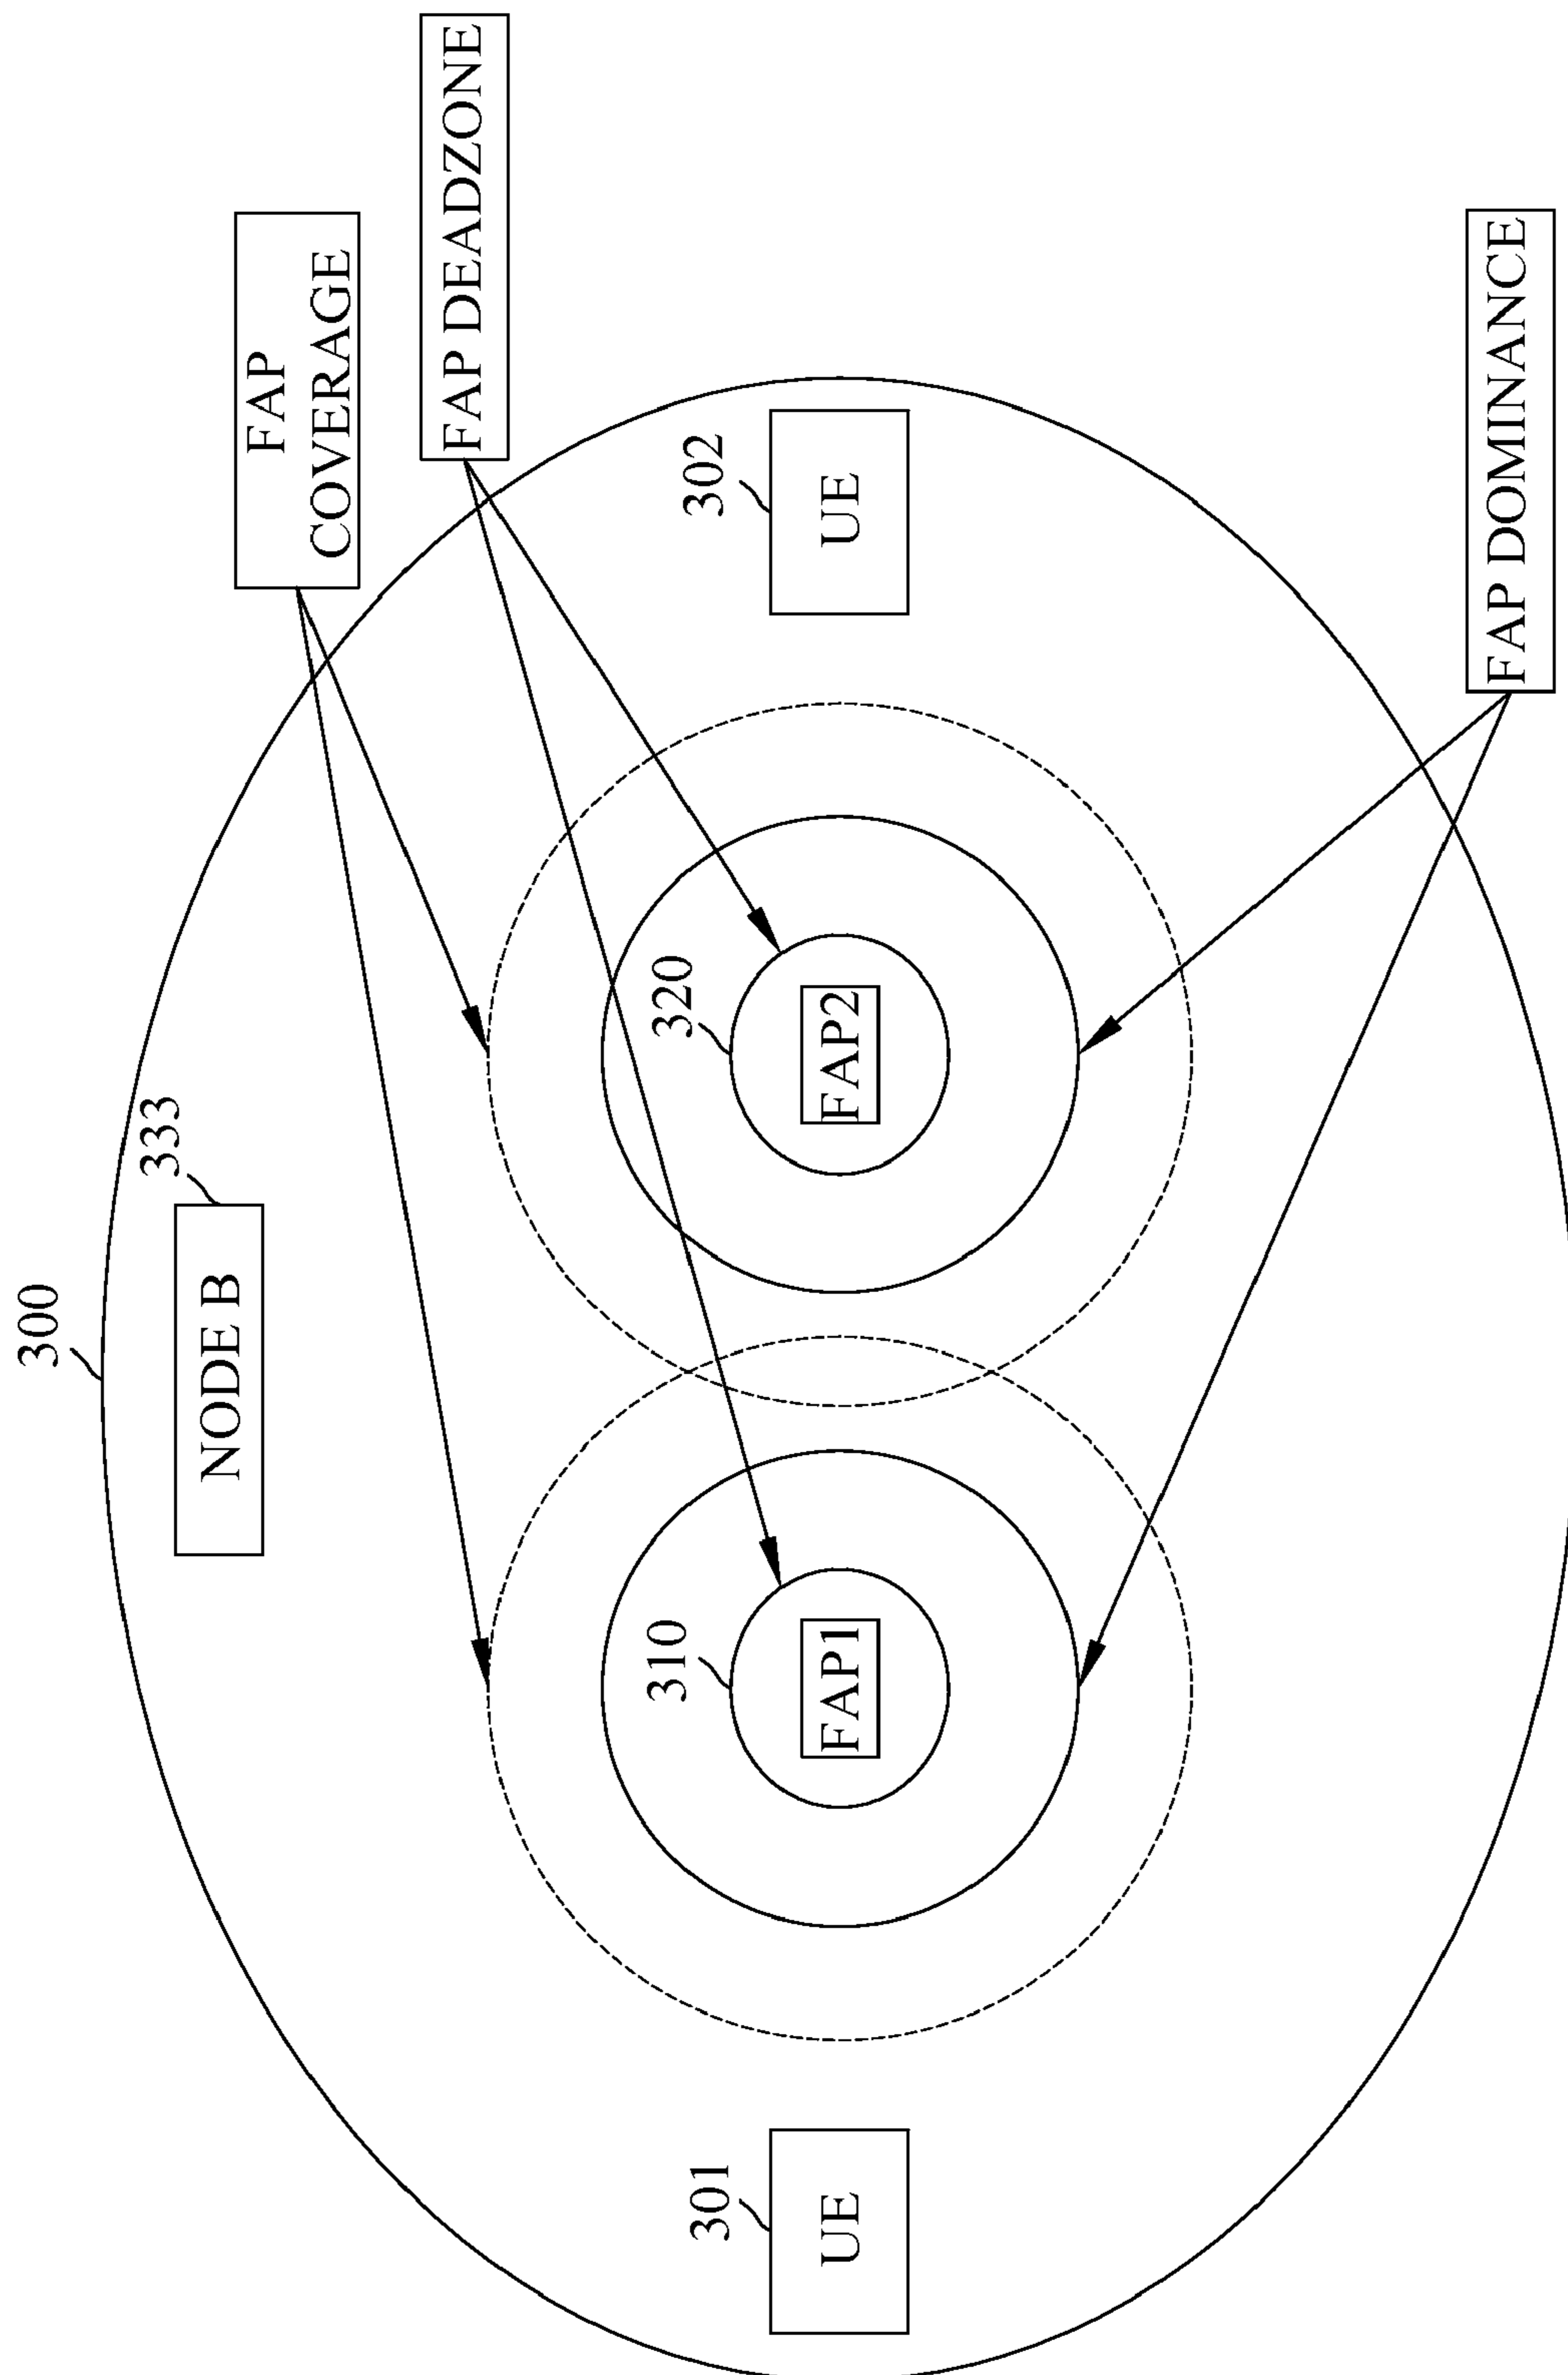 300
NODE B
333
FAP
COVERAGE
FAP DEADZONE
301
UE
310
FAP1
320
FAP2
302
UE
FAP DOMINANCE